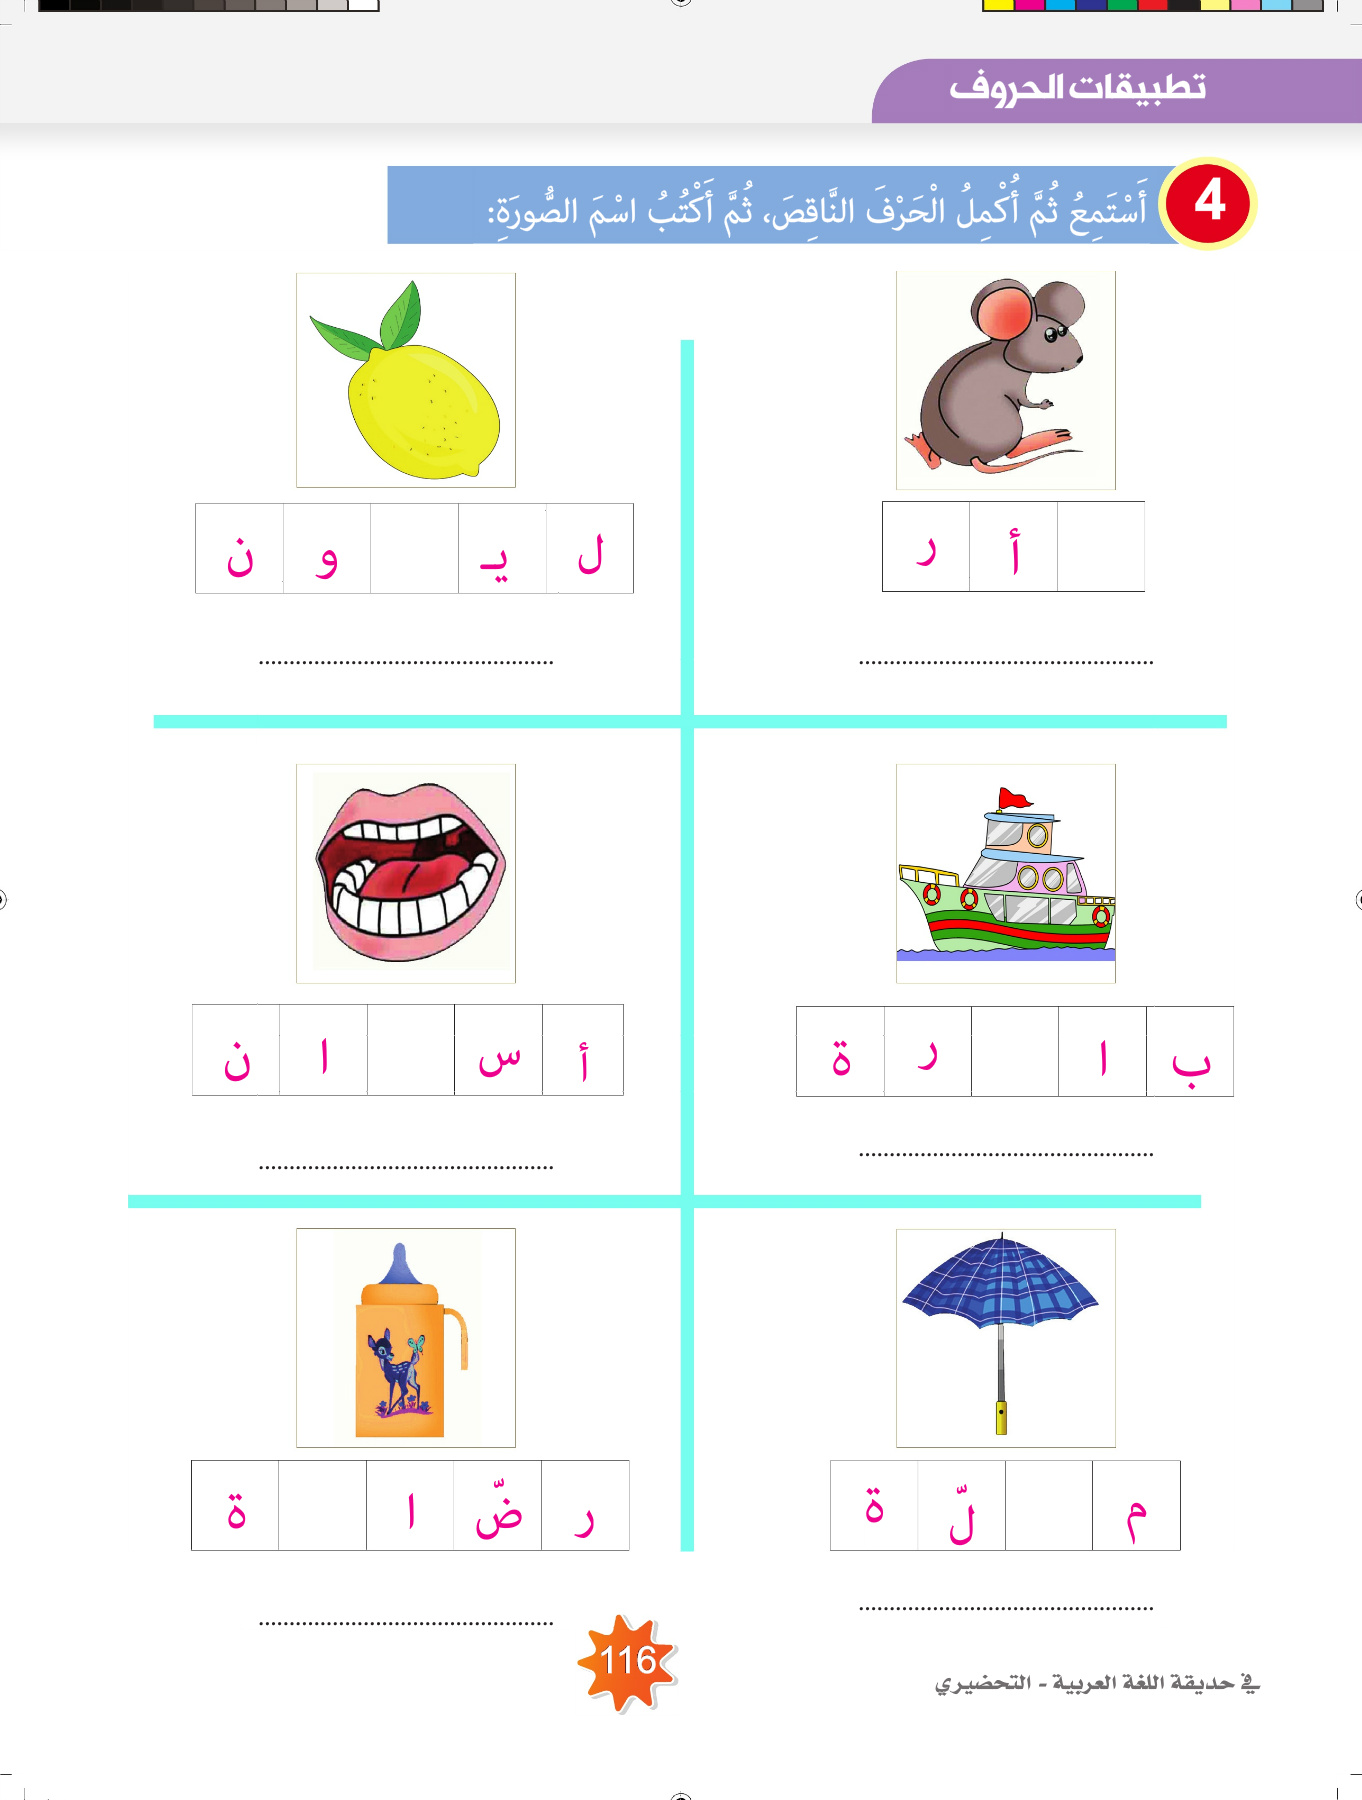 تطبيقات الحروف
4
أَسْتَمِعُ ثُمَّ أُكْمِلُ الْحَرْفَ النَّاقِصَ، ثُمَّ أَكْتُبُ اسْمَ الصُّورَةِ:
أ ر
ل يـ و ن
............................................
............................................
ب ا ر ة
أ س ا ن
............................................
............................................
م لّ ة
ر ضّ ا ة
............................................
............................................
116
في حديقة اللغة العربية - التحضيري